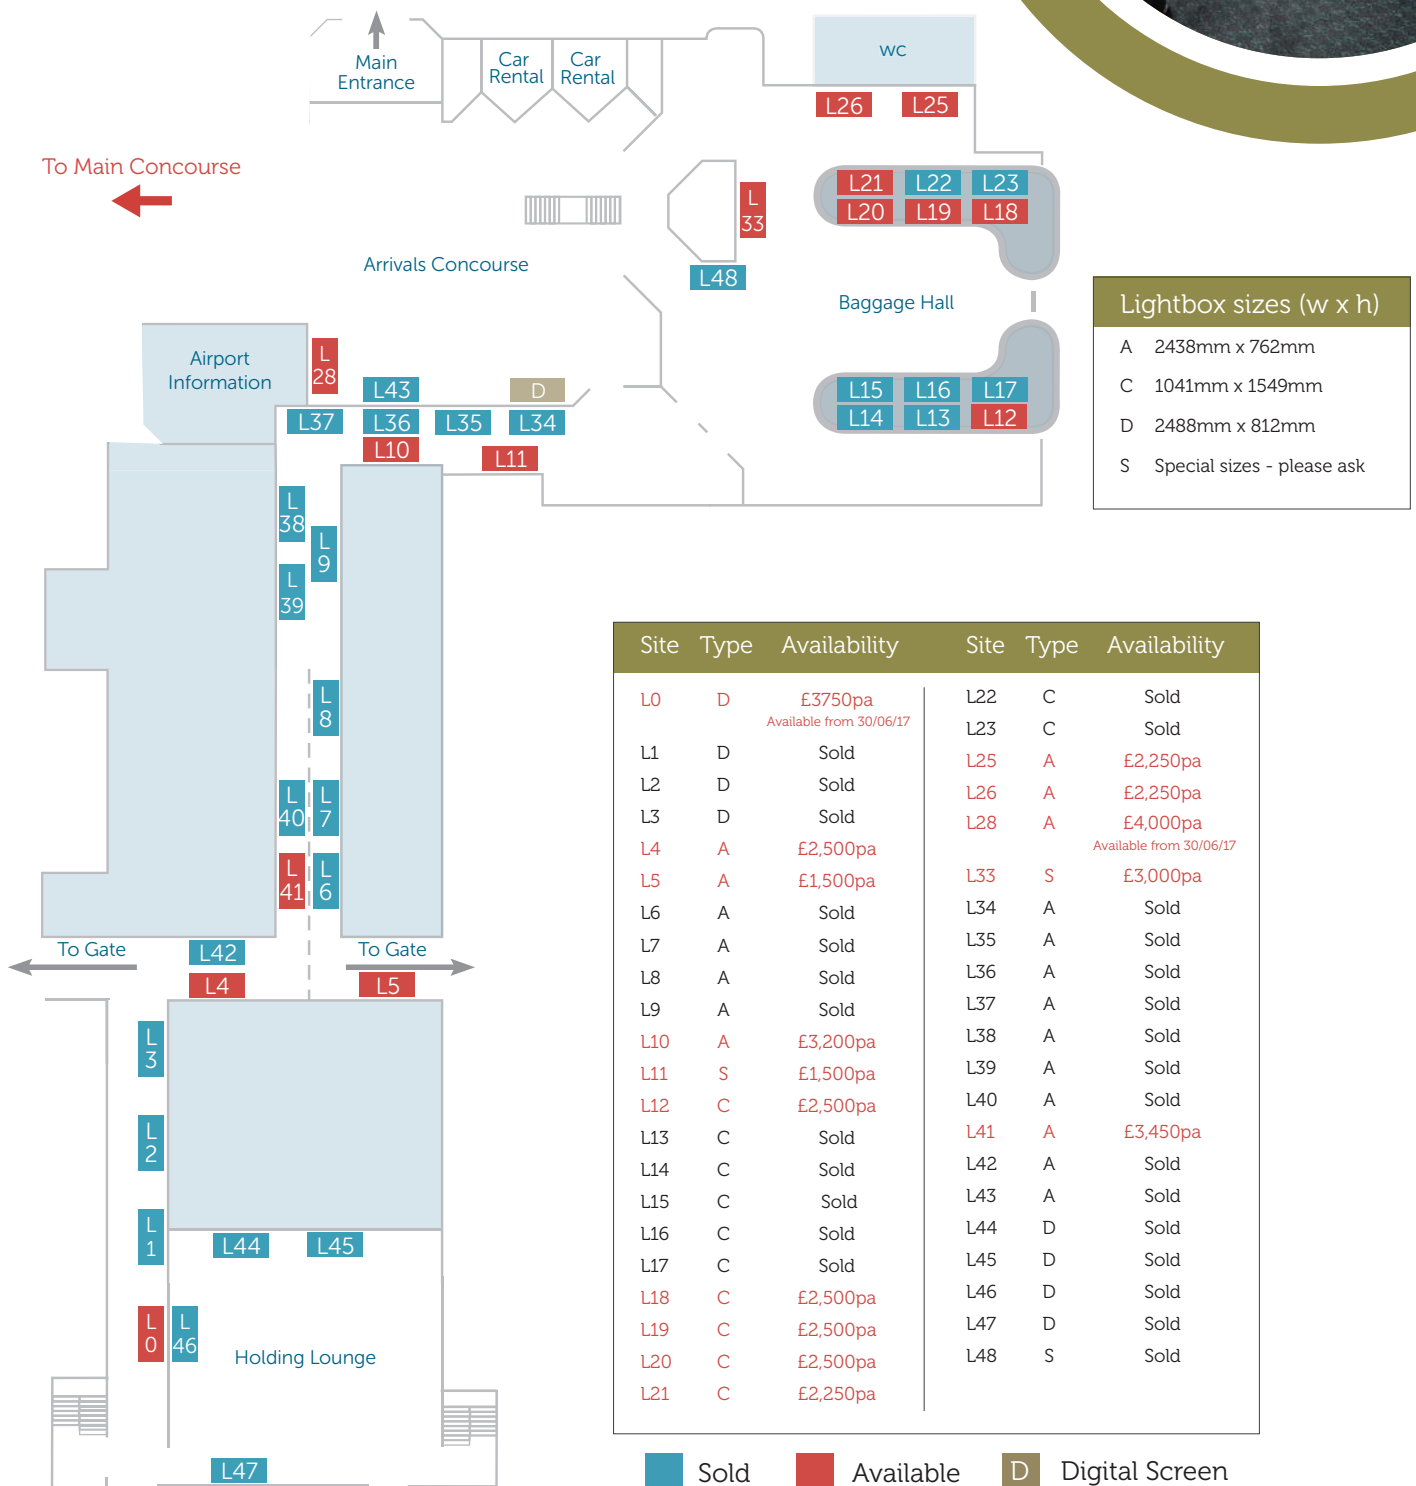 Main
Entrance
Car
Rental
Car
Rental
wc
L26
L25
To Main Concourse
L21
L22
L23
L20
L19
L18
L
33
L48
Arrivals Concourse
Baggage Hall
Lightbox sizes (w x h)
A 2438mm x 762mm
C 1041mm x 1549mm
D 2488mm x 812mm
S Special sizes - please ask
Airport
Information
L
28
L43
D
L37
L36
L35
L34
L10
L11
L15
L16
L17
L14
L13
L12
L
38
L
9
L
39
L
8
L
40
L
7
L
41
L
6
To Gate
L42
To Gate
L4
L5
L
3
L
2
L
1
L44
L45
L
0
L
46
Holding Lounge
L47
Site Type Availability
L0 D £3750pa
Available from 30/06/17
L1 D Sold
L2 D Sold
L3 D Sold
L4 A £2,500pa
L5 A £1,500pa
L6 A Sold
L7 A Sold
L8 A Sold
L9 A Sold
L10 A £3,200pa
L11 S £1,500pa
L12 C £2,500pa
L13 C Sold
L14 C Sold
L15 C Sold
L16 C Sold
L17 C Sold
L18 C £2,500pa
L19 C £2,500pa
L20 C £2,500pa
L21 C £2,250pa
Site Type Availability
L22 C Sold
L23 C Sold
L25 A £2,250pa
L26 A £2,250pa
L28 A £4,000pa
Available from 30/06/17
L33 S £3,000pa
L34 A Sold
L35 A Sold
L36 A Sold
L37 A Sold
L38 A Sold
L39 A Sold
L40 A Sold
L41 A £3,450pa
L42 A Sold
L43 A Sold
L44 D Sold
L45 D Sold
L46 D Sold
L47 D Sold
L48 S Sold
Sold
Available
D Digital Screen